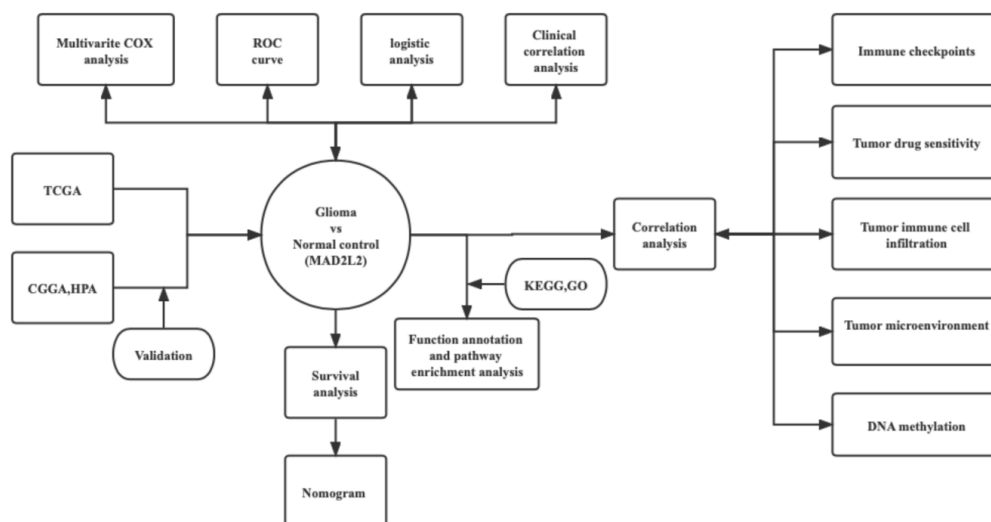 Multivarite COX
analysis
ROC
curve
logistic
analysis
Clinical
correlation
analysis
Immune checkpoints
Tumor drug sensitivity
TCGA
Glioma
vs
Normal control
(MAD2L2)
Correlation
analysis
Tumor immune cell
infiltration
CGGA,HPA
KEGG,GO
Validation
Function annotation
and pathway
enrichment analysis
Tumor microenvironment
Survival
analysis
DNA methylation
Nomogram